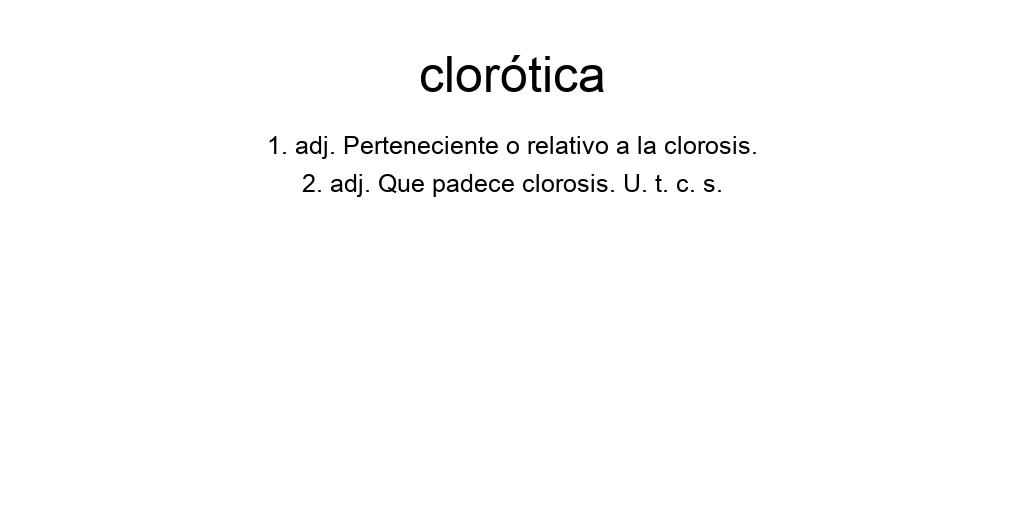 clorótica
1. adj. Perteneciente o relativo a la clorosis.
2. adj. Que padece clorosis. U. t. c. s.